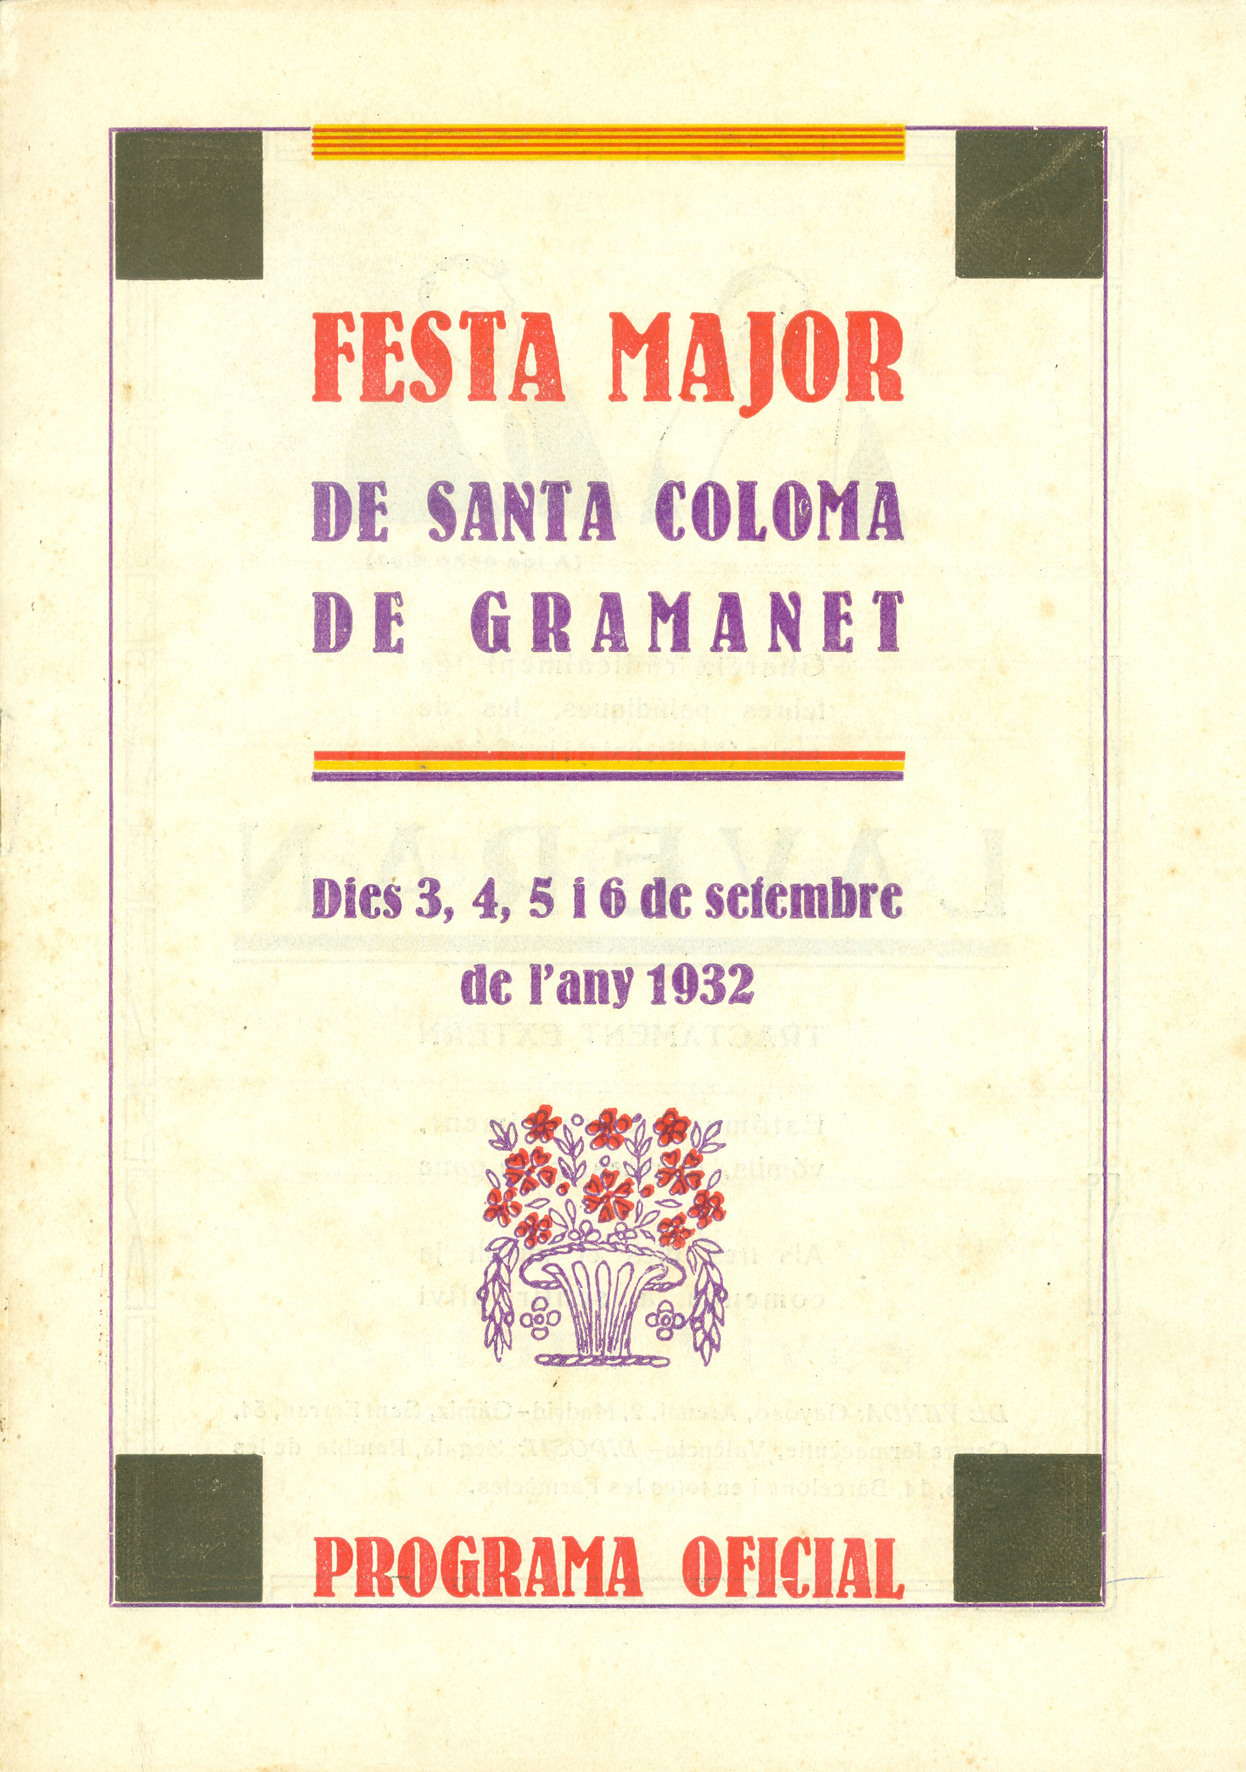 FESTA MAJOR
DE SANTA COLOMA
DE GRAMANET
Dies 3, 4, 5 i 6 de setembre
de l'any 1932
PROGRAMA OFICIAL